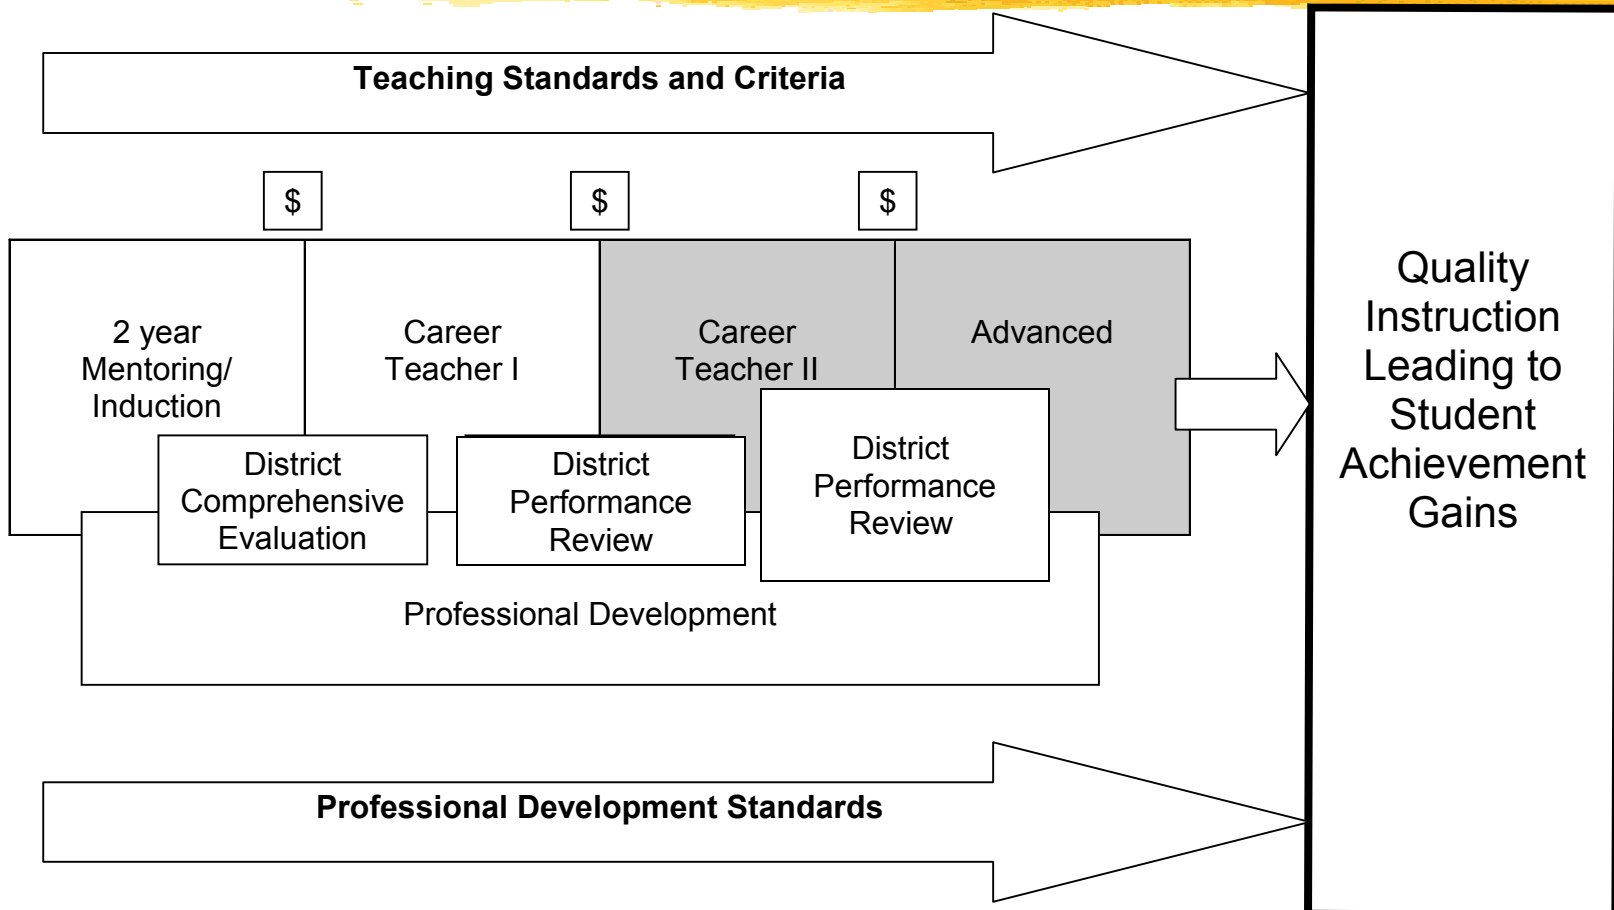 Teaching Standards and Criteria
$
$
$
2 year
Mentoring/
Induction
Career
Teacher I
Career
Teacher II
Advanced
District
Comprehensive
Evaluation
District
Performance
Review
District
Performance
Review
Professional Development
Professional Development Standards
Quality
Instruction
Leading to
Student
Achievement
Gains